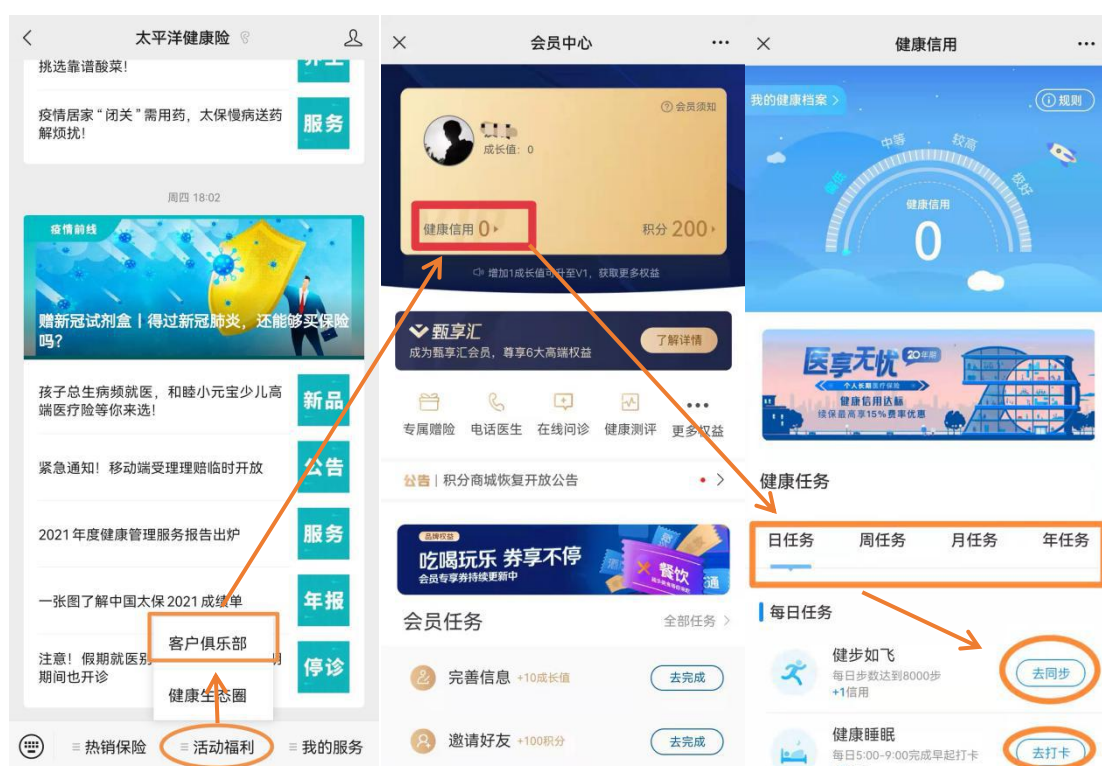 太平洋健康险
挑选靠谱酸菜！
疫情居家“闭关”需用药，太保慢病送药
解烦扰！
服务
周四 18:02
疫情前线
赠新冠试剂盒丨得过新冠肺炎，还能够买保险
吗？
孩子总生病频就医，和睦小元宝少儿高
端医疗险等你来选！
新品
紧急通知！移动端受理理赔临时开放
公告
2021年度健康管理服务报告出炉
服务
一张图了解中国太保2021成绩单
年报
注意！假期就医别
期间也开诊
停诊
客户俱乐部
健康生态圈
热销保险
活动福利
我的服务
会员中心
会员须知
成长值：0
健康信用 0
积分 200
增加1成长值可升至V1，获取更多权益
甄享汇
成为甄享汇会员，尊享6大高端权益
了解详情
专属赠险
电话医生
在线问诊
健康测评
更多权益
公告 | 积分商城恢复开放公告
品牌权益
吃喝玩乐 券享不停
会员专享券持续更新中
餐饮
会员任务
全部任务
完善信息 +10成长值
去完成
邀请好友 +100积分
去完成
健康信用
我的健康档案
规则
偏低
中等
较高
极好
健康信用
0
医享无忧 20年期
个人长期医疗保险
健康信用达标
续保最高享15%费率优惠
健康任务
日任务
周任务
月任务
年任务
每日任务
健步如飞
每日步数达到8000步
+1信用
去同步
健康睡眠
每日5:00-9:00完成早起打卡
去打卡